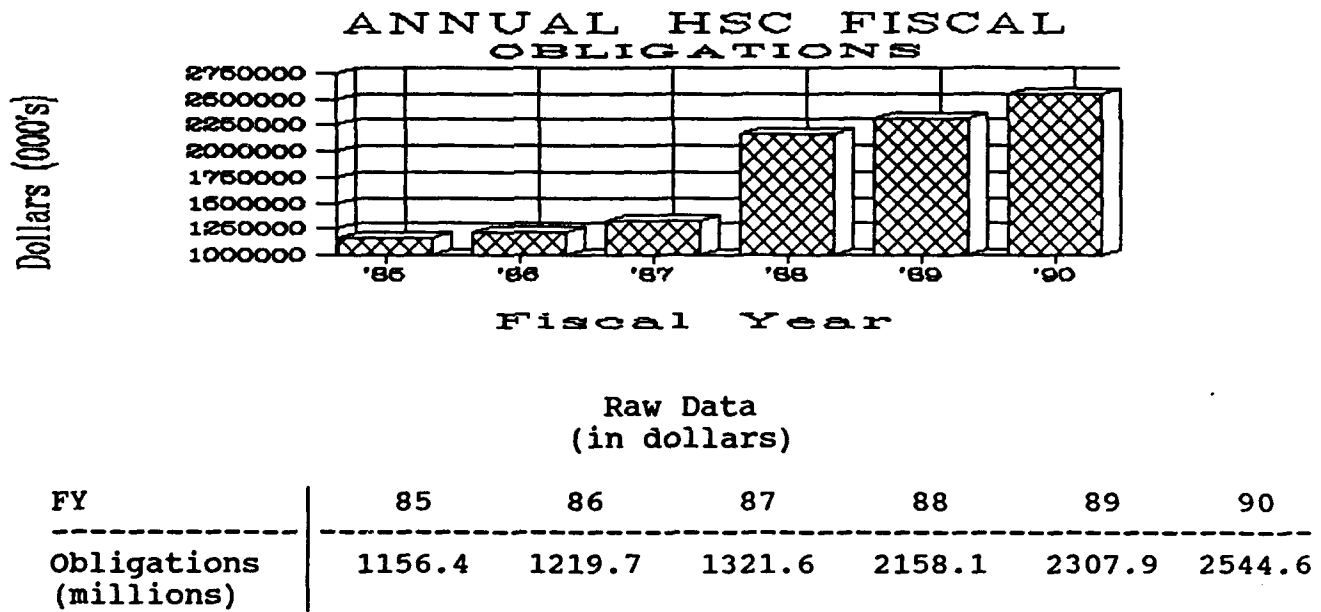 ANNUAL HSC FISCAL
OBLIGATIONS
Dollars (000's)
2750000
2500000
2250000
2000000
1750000
1500000
1250000
1000000
'85 '86 '87 '88 '89 '90
Fiscal Year
Raw Data
(in dollars)
FY 85 86 87 88 89 90
Obligations 1156.4 1219.7 1321.6 2158.1 2307.9 2544.6
(millions)